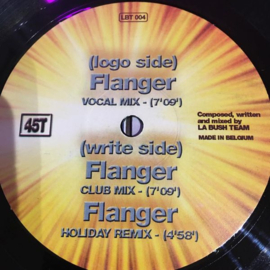 LBT 004
(logo side)
Flanger
VOCAL MIX - (7'09')
45T
Composed, written
and mixed by
LA BUSH TEAM
MADE IN BELGIUM
(write side)
Flanger
CLUB MIX - (7'09')
Flanger
HOLIDAY REMIX - (4'58')